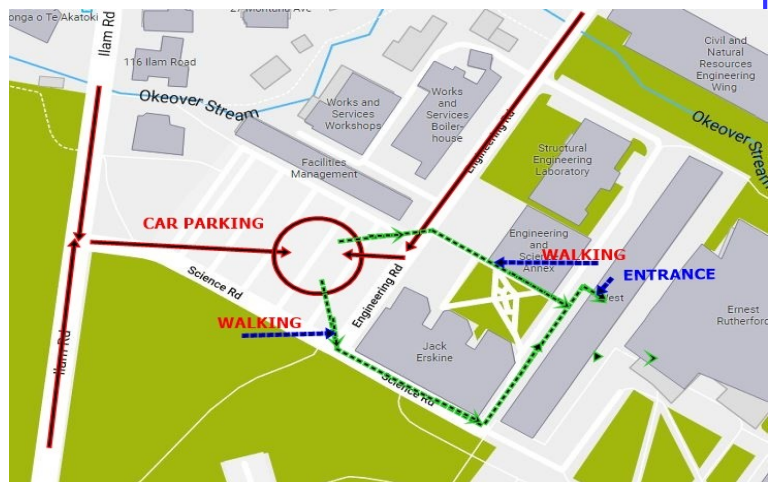 onga o Te Akatoki
Ilam Rd
27 Montana Ave
116 Ilam Road
Okeover Stream
Works and
Services
Workshops
Works
and
Services
Boiler-
house
Engineering Rd
Civil and
Natural
Resources
Engineering
Wing
Okeover Stream
Structural
Engineering
Laboratory
Facilities
Management
CAR PARKING
Engineering
and
Science
Annex
WALKING
ENTRANCE
West
Science Rd
Engineering Rd
WALKING
Ernest
Rutherford
Jack
Erskine
Science Rd
Ilam Rd